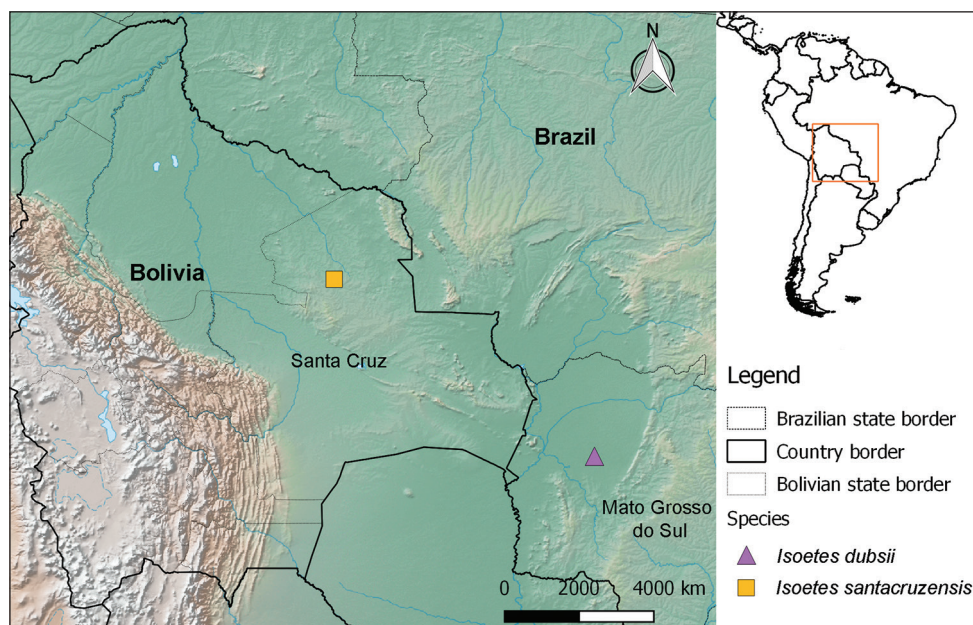 N
Brazil
Bolivia
Santa Cruz
Mato Grosso
do Sul
0 2000 4000 km
Legend
Brazilian state border
Country border
Bolivian state border
Species
Isoetes dubsii
Isoetes santacruzensis